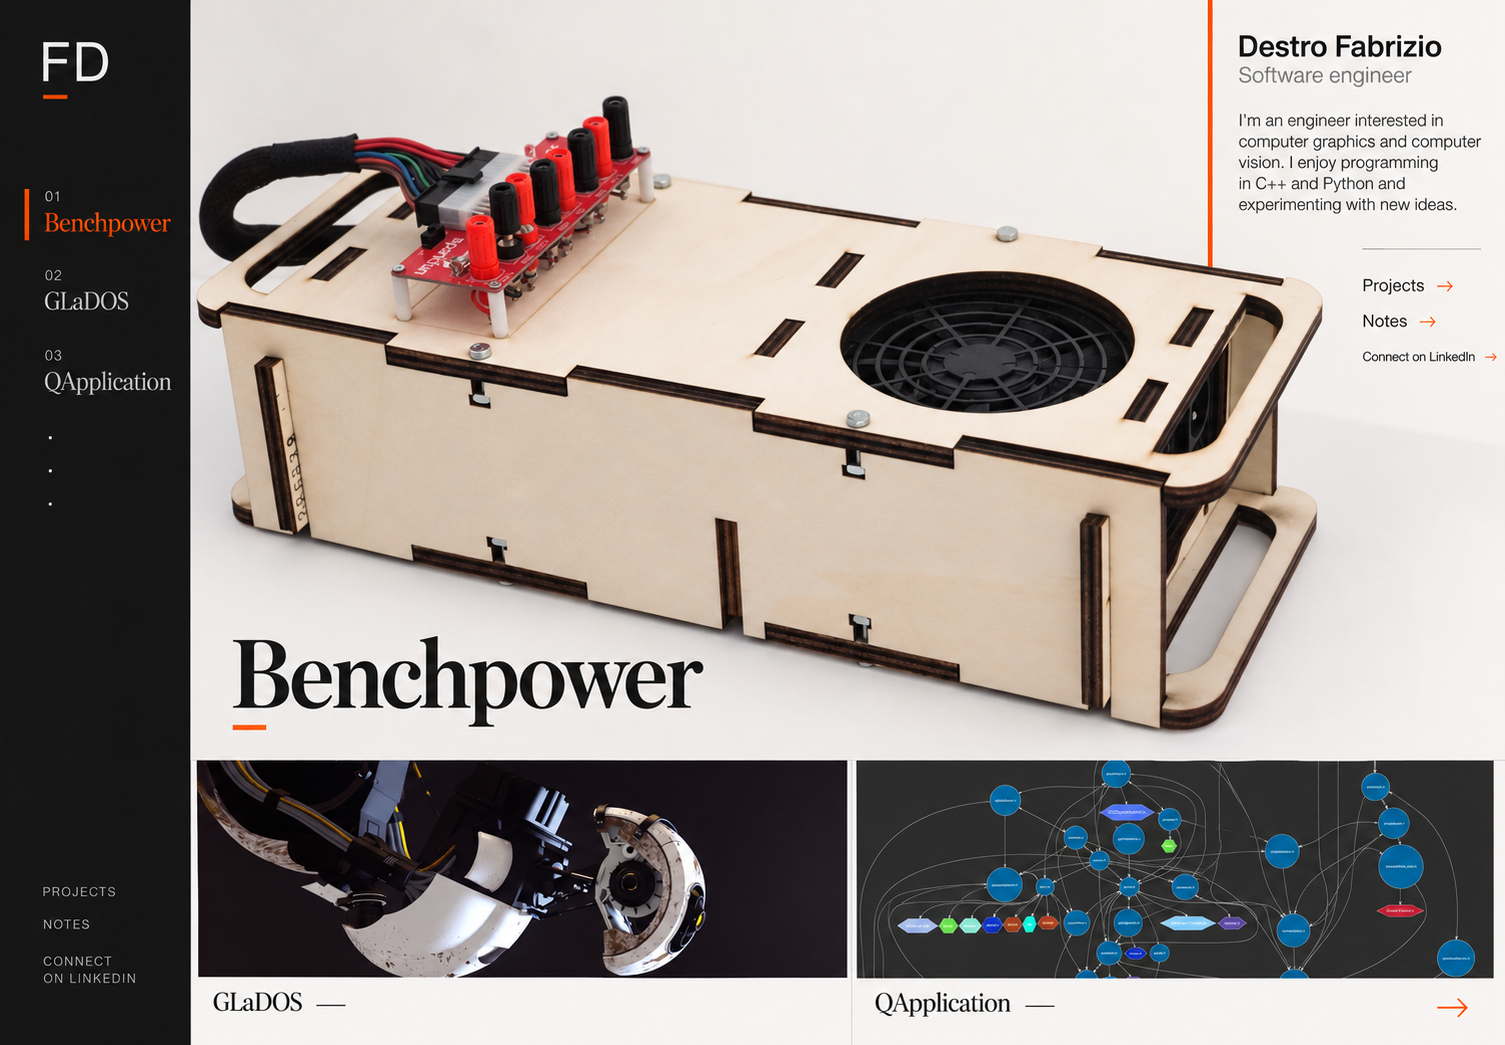 FD
01
Benchpower
02
GLaDOS
03
QApplication
PROJECTS
NOTES
CONNECT
ON LINKEDIN
Benchpower
Destro Fabrizio
Software engineer
I'm an engineer interested in
computer graphics and computer
vision. I enjoy programming
in C++ and Python and
experimenting with new ideas.
Projects →
Notes →
Connect on LinkedIn →
GLaDOS —
QApplication —